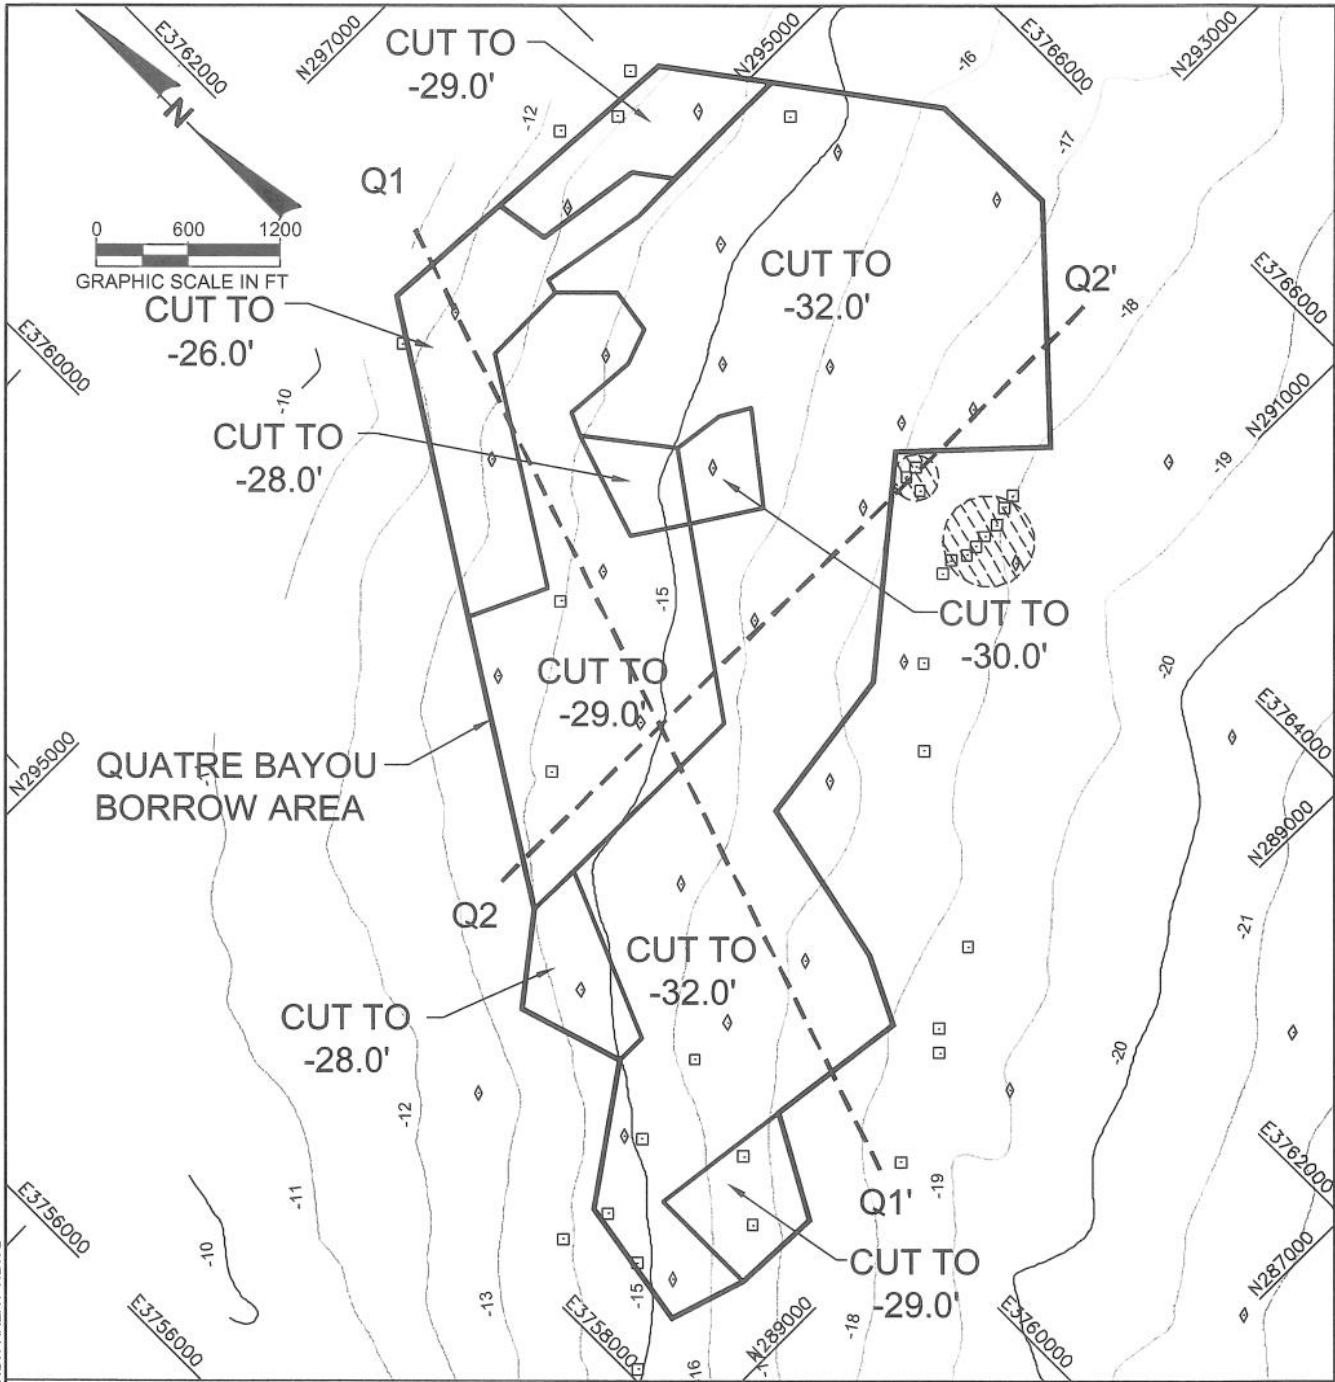 E3762000
N297000
CUT TO
-29.0'
N295000
-16
E3766000
N293000
-12
-17
N
Q1
0 600 1200
GRAPHIC SCALE IN FT
CUT TO
-32.0'
Q2'
E3766000
-18
CUT TO
-26.0'
E3760000
-10
N291000
CUT TO
-28.0'
-19
-15
CUT TO
-30.0'
CUT TO
-29.0'
-20
E3764000
N295000
QUATRE BAYOU
BORROW AREA
N289000
Q2
-21
CUT TO
-32.0'
CUT TO
-28.0'
-20
-12
E3762000
-11
-19
Q1'
E3756000
-10
CUT TO
-29.0'
N287000
-13
-15
E3756000
E3758000
N289000
-18
E3760000
-16